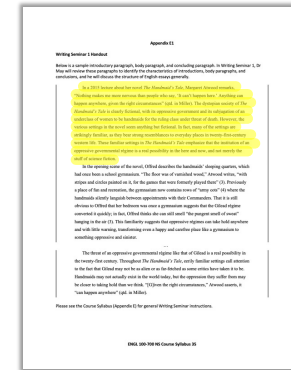 Appendix E1
Writing Seminar 1 Handout
Below is a sample introductory paragraph, body paragraph, and concluding paragraph. In Writing Seminar 1, Dr
May will review these paragraphs to identify the characteristics of introductions, body paragraphs, and
conclusions, and he will discuss the structure of English essays generally.
In a 2015 lecture about her novel The Handmaid's Tale, Margaret Atwood remarks,
"Nothing makes me more nervous than people who say, 'It can't happen here.' Anything can
happen anywhere, given the right circumstances" (qtd. in Miller). The dystopian society of The
Handmaid's Tale is clearly fictional, with its oppressive government and its subjugation of an
underclass of women to be handmaids for the ruling class under threat of death. However, the
various settings in the novel seem anything but fictional. In fact, many of the settings are
strikingly familiar, as they bear strong resemblances to everyday places in twenty-first-century
women life. These familiar settings in The Handmaid's Tale emphasize that the institution of an
oppressive governmental regime is a real possibility in the here and now, and not merely the
stuff of science fiction.
In the opening scene of the novel, Offred describes the handmaids' sleeping quarters, which
had once been a school gymnasium. "The floor was of varnished wood," Atwood writes, "with
stripes and circles painted on it, for the games that were formerly played there" (3). Previously
a place of fun and recreation, the gymnasium now contains rows of "army cots" (4) where the
handmaids silently languish between appointments with their Commanders. That it is still
obvious to Offred that her bedroom was once a gymnasium suggests that the Gilead regime
converted it quickly; in fact, Offred thinks she can still smell "the pungent smell of sweat"
hanging in the air (3). This familiarity suggests that oppressive regimes can take hold anywhere
and with little warning, transforming even a happy and carefree place like a gymnasium to
something oppressive and sinister.
…
The threat of an oppressive governmental regime like that of Gilead is a real possibility in
the twenty-first century. Throughout The Handmaid's Tale, eerily familiar settings call attention
to the fact that Gilead may not be as alien or as far-fetched as some critics have taken it to be.
Handmaids may not actually exist in the world today, but the oppression they suffer from may
be closer to taking hold than we think. "[G]iven the right circumstances," Atwood asserts, it
"can happen anywhere" (qtd. in Miller).
Please see the Course Syllabus (Appendix E) for general Writing Seminar instructions.
ENGL 100-700 NS Course Syllabus 35